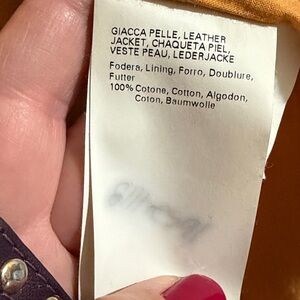 GIACCA PELLE, LEATHER
JACKET, CHAQUETA PIEL,
VESTE PEAU, LEDERJACKE
Fodera, Lining, Forro, Doublure,
Futter
100% Cotone, Cotton, Algodon,
Coton, Baumwolle